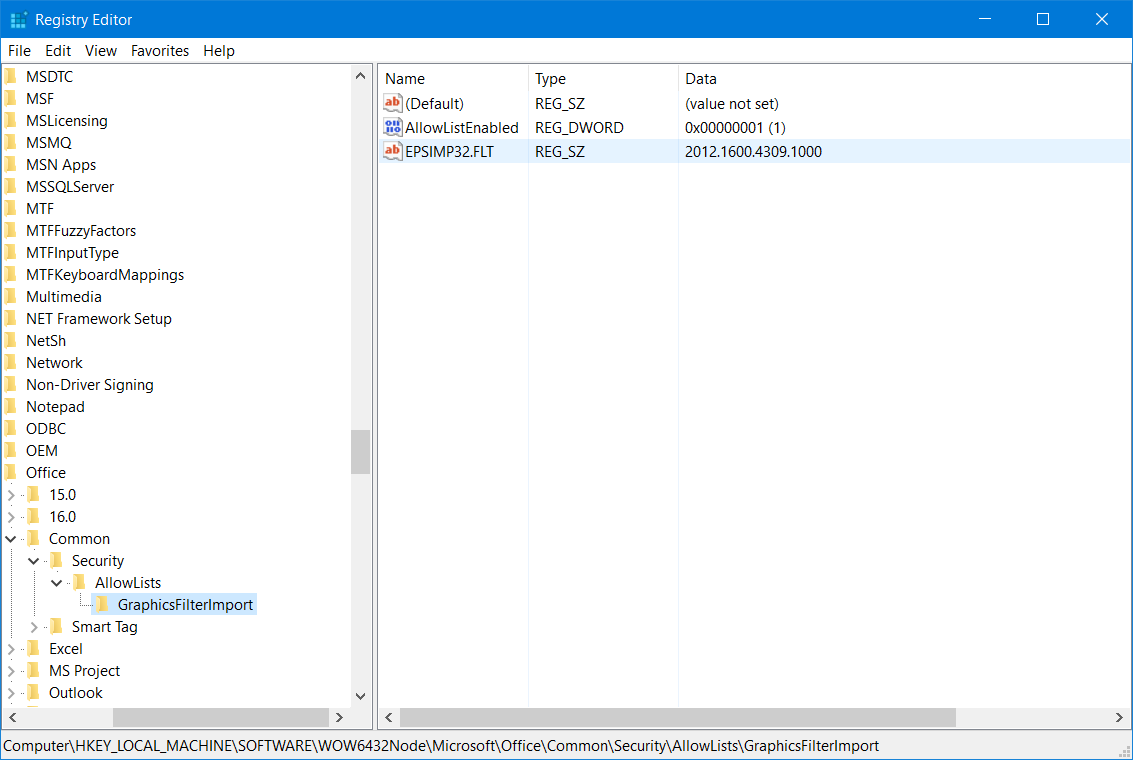 Registry Editor
File Edit View Favorites Help
MSDTC
MSF
MSLicensing
MSMQ
MSN Apps
MSSQLServer
MTF
MTFFuzzyFactors
MTFInputType
MTFKeyboardMappings
Multimedia
NET Framework Setup
NetSh
Network
Non-Driver Signing
Notepad
ODBC
OEM
Office
15.0
16.0
Common
Security
AllowLists
GraphicsFilterImport
Smart Tag
Excel
MS Project
Outlook
Name Type Data
(Default) REG_SZ (value not set)
AllowListEnabled REG_DWORD 0x00000001 (1)
EPSIMP32.FLT REG_SZ 2012.1600.4309.1000
Computer\HKEY_LOCAL_MACHINE\SOFTWARE\WOW6432Node\Microsoft\Office\Common\Security\AllowLists\GraphicsFilterImport